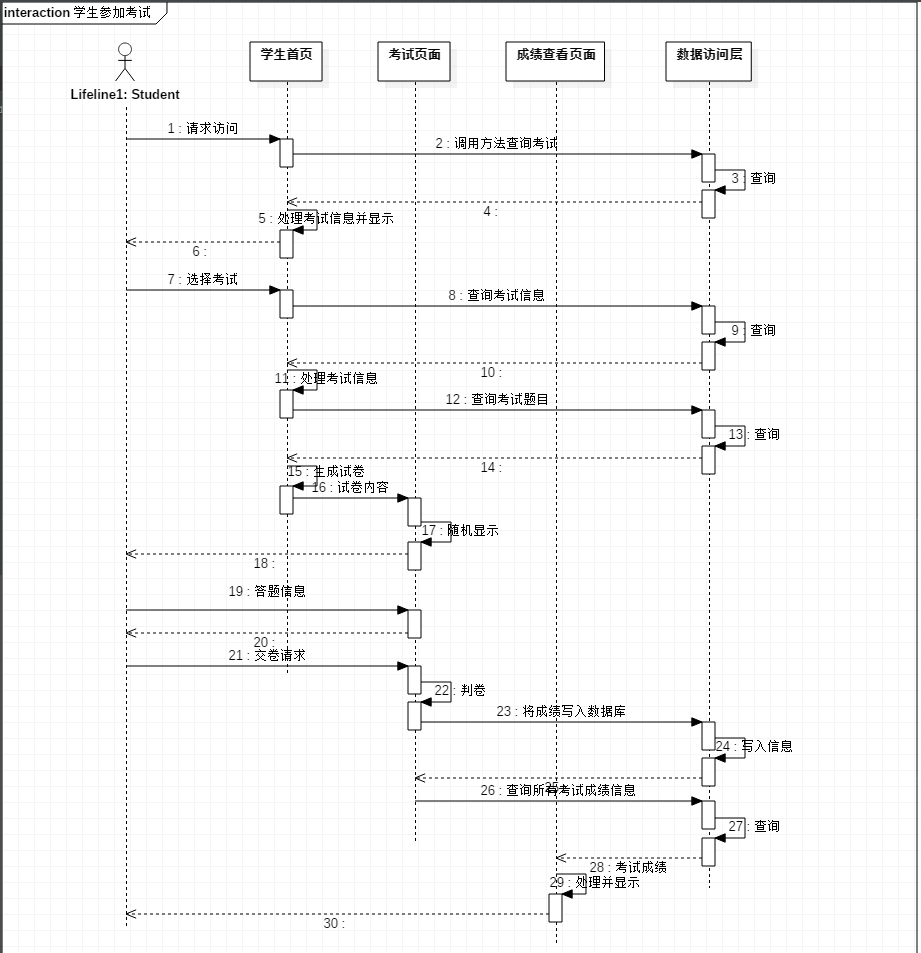 interaction 学生参加考试
学生首页
考试页面
成绩查看页面
数据访问层
Lifeline1: Student
1 : 请求访问
2 : 调用方法查询考试
3 : 查询
4 :
5 : 处理考试信息并显示
6 :
7 : 选择考试
8 : 查询考试信息
9 : 查询
10 :
11 : 处理考试信息
12 : 查询考试题目
13 : 查询
14 :
15 : 生成试卷
16 : 试卷内容
17 : 随机显示
18 :
19 : 答题信息
20 :
21 : 交卷请求
22 : 判卷
23 : 将成绩写入数据库
24 : 写入信息
25 :
26 : 查询所有考试成绩信息
27 : 查询
28 : 考试成绩
29 : 处理并显示
30 :